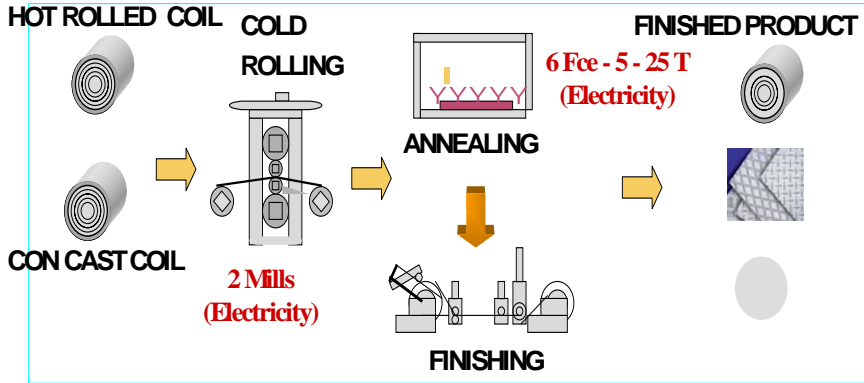 HOT ROLLED COIL
COLD
ROLLING
FINISHED PRODUCT
6 Fce - 5 - 25 T
(Electricity)
ANNEALING
CON CAST COIL
2 Mills
(Electricity)
FINISHING